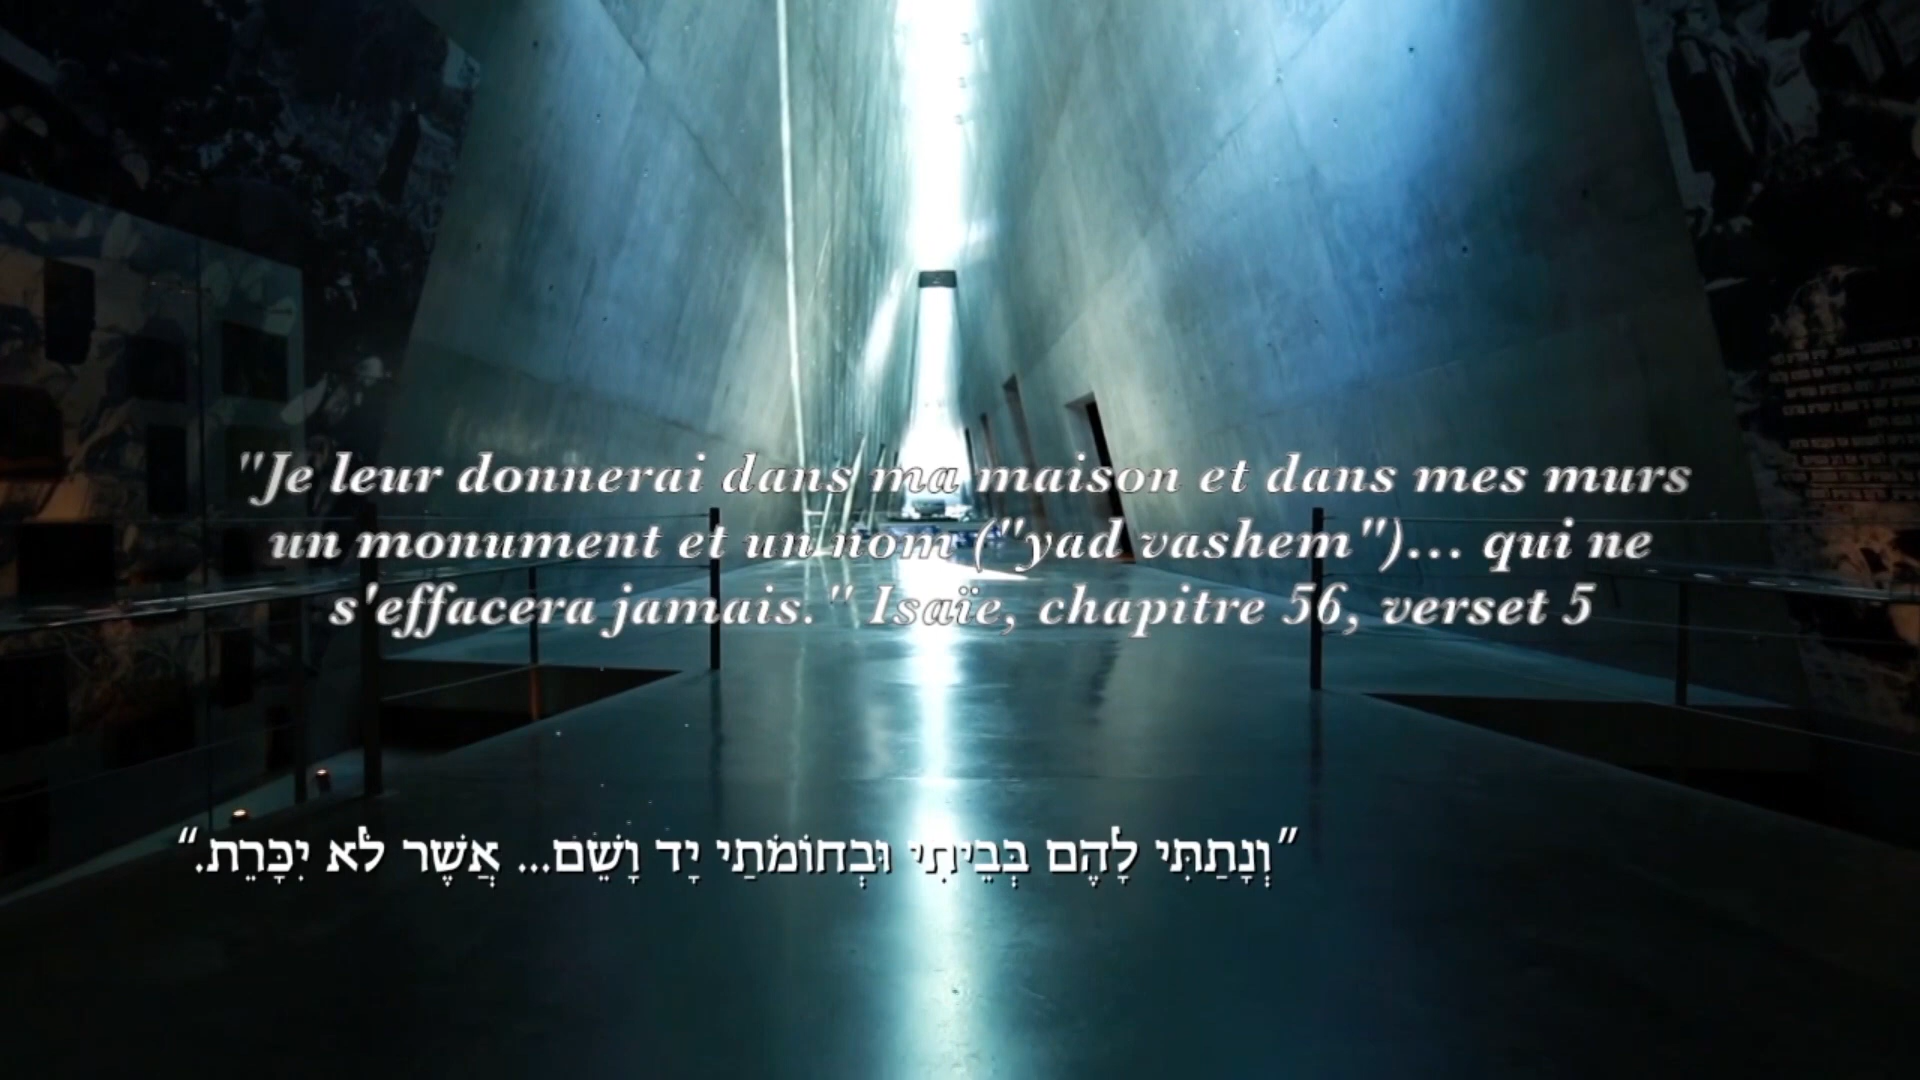 "Je leur donnerai dans ma maison et dans mes murs
un monument et un nom ("yad vashem")... qui ne
s'effacera jamais." Isaïe, chapitre 56, verset 5
"וְנָתַתִּי לָהֶם בְּבֵיתִי וּבְחוֹמֹתַי יָד וָשֵׁם... אֲשֶׁר לֹא יִכָּרֵת."